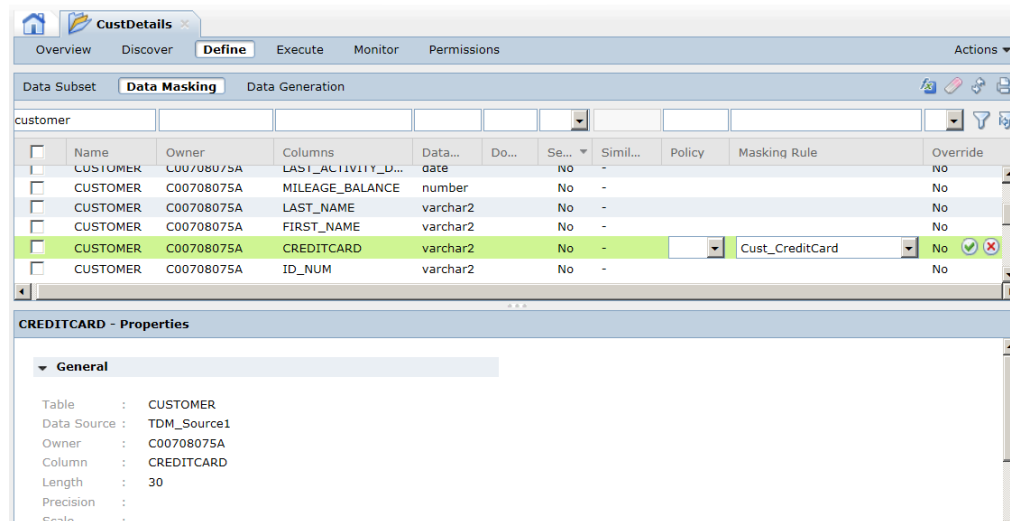 CustDetails
Overview Discover Define Execute Monitor Permissions Actions
Data Subset Data Masking Data Generation
customer
Name Owner Columns Data... Do... Se... Simil... Policy Masking Rule Override
CUSTOMER C00708075A LAST_ACTIVITY_D... date No - No
CUSTOMER C00708075A MILEAGE_BALANCE number No - No
CUSTOMER C00708075A LAST_NAME varchar2 No - No
CUSTOMER C00708075A FIRST_NAME varchar2 No - No
CUSTOMER C00708075A CREDITCARD varchar2 No - Cust_CreditCard No
CUSTOMER C00708075A ID_NUM varchar2 No - No
CREDITCARD - Properties
General
Table : CUSTOMER
Data Source : TDM_Source1
Owner : C00708075A
Column : CREDITCARD
Length : 30
Precision :
Scale :